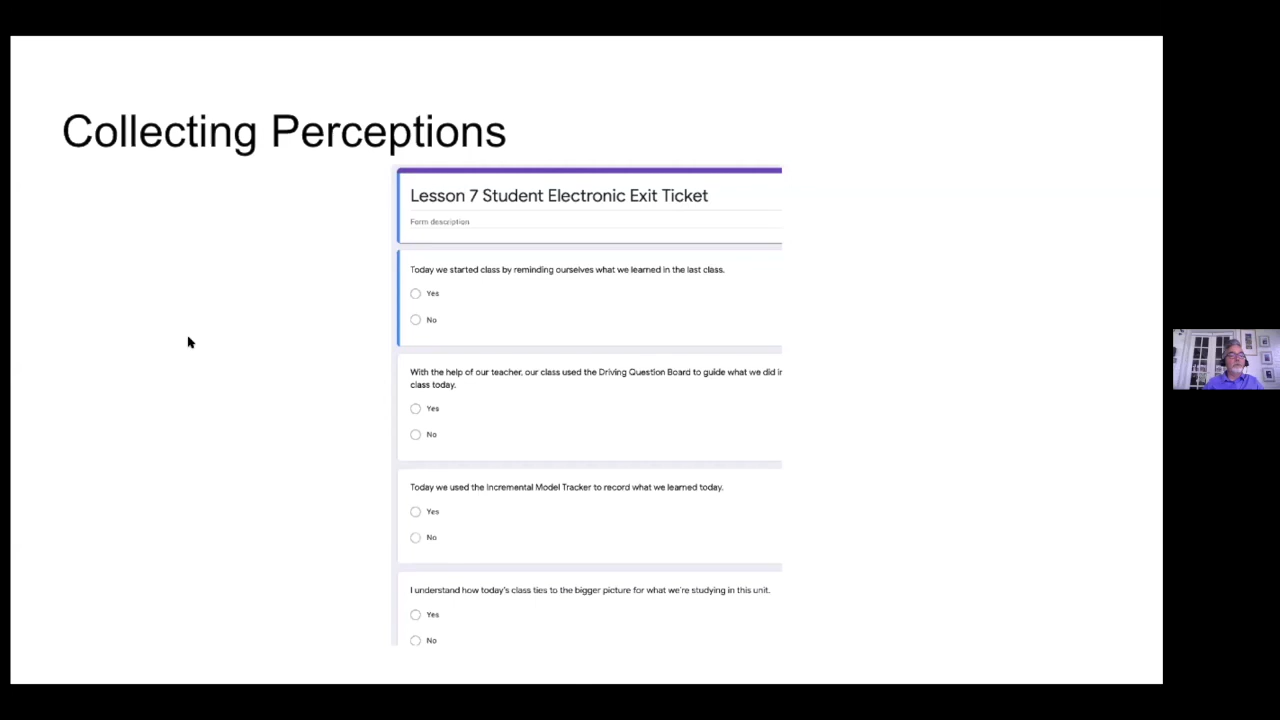 Collecting Perceptions
Lesson 7 Student Electronic Exit Ticket
Form description
Today we started class by reminding ourselves what we learned in the last class.
Yes
No
With the help of our teacher, our class used the Driving Question Board to guide what we did in
class today.
Yes
No
Today we used the Incremental Model Tracker to record what we learned today.
Yes
No
I understand how today's class ties to the bigger picture for what we're studying in this unit.
Yes
No